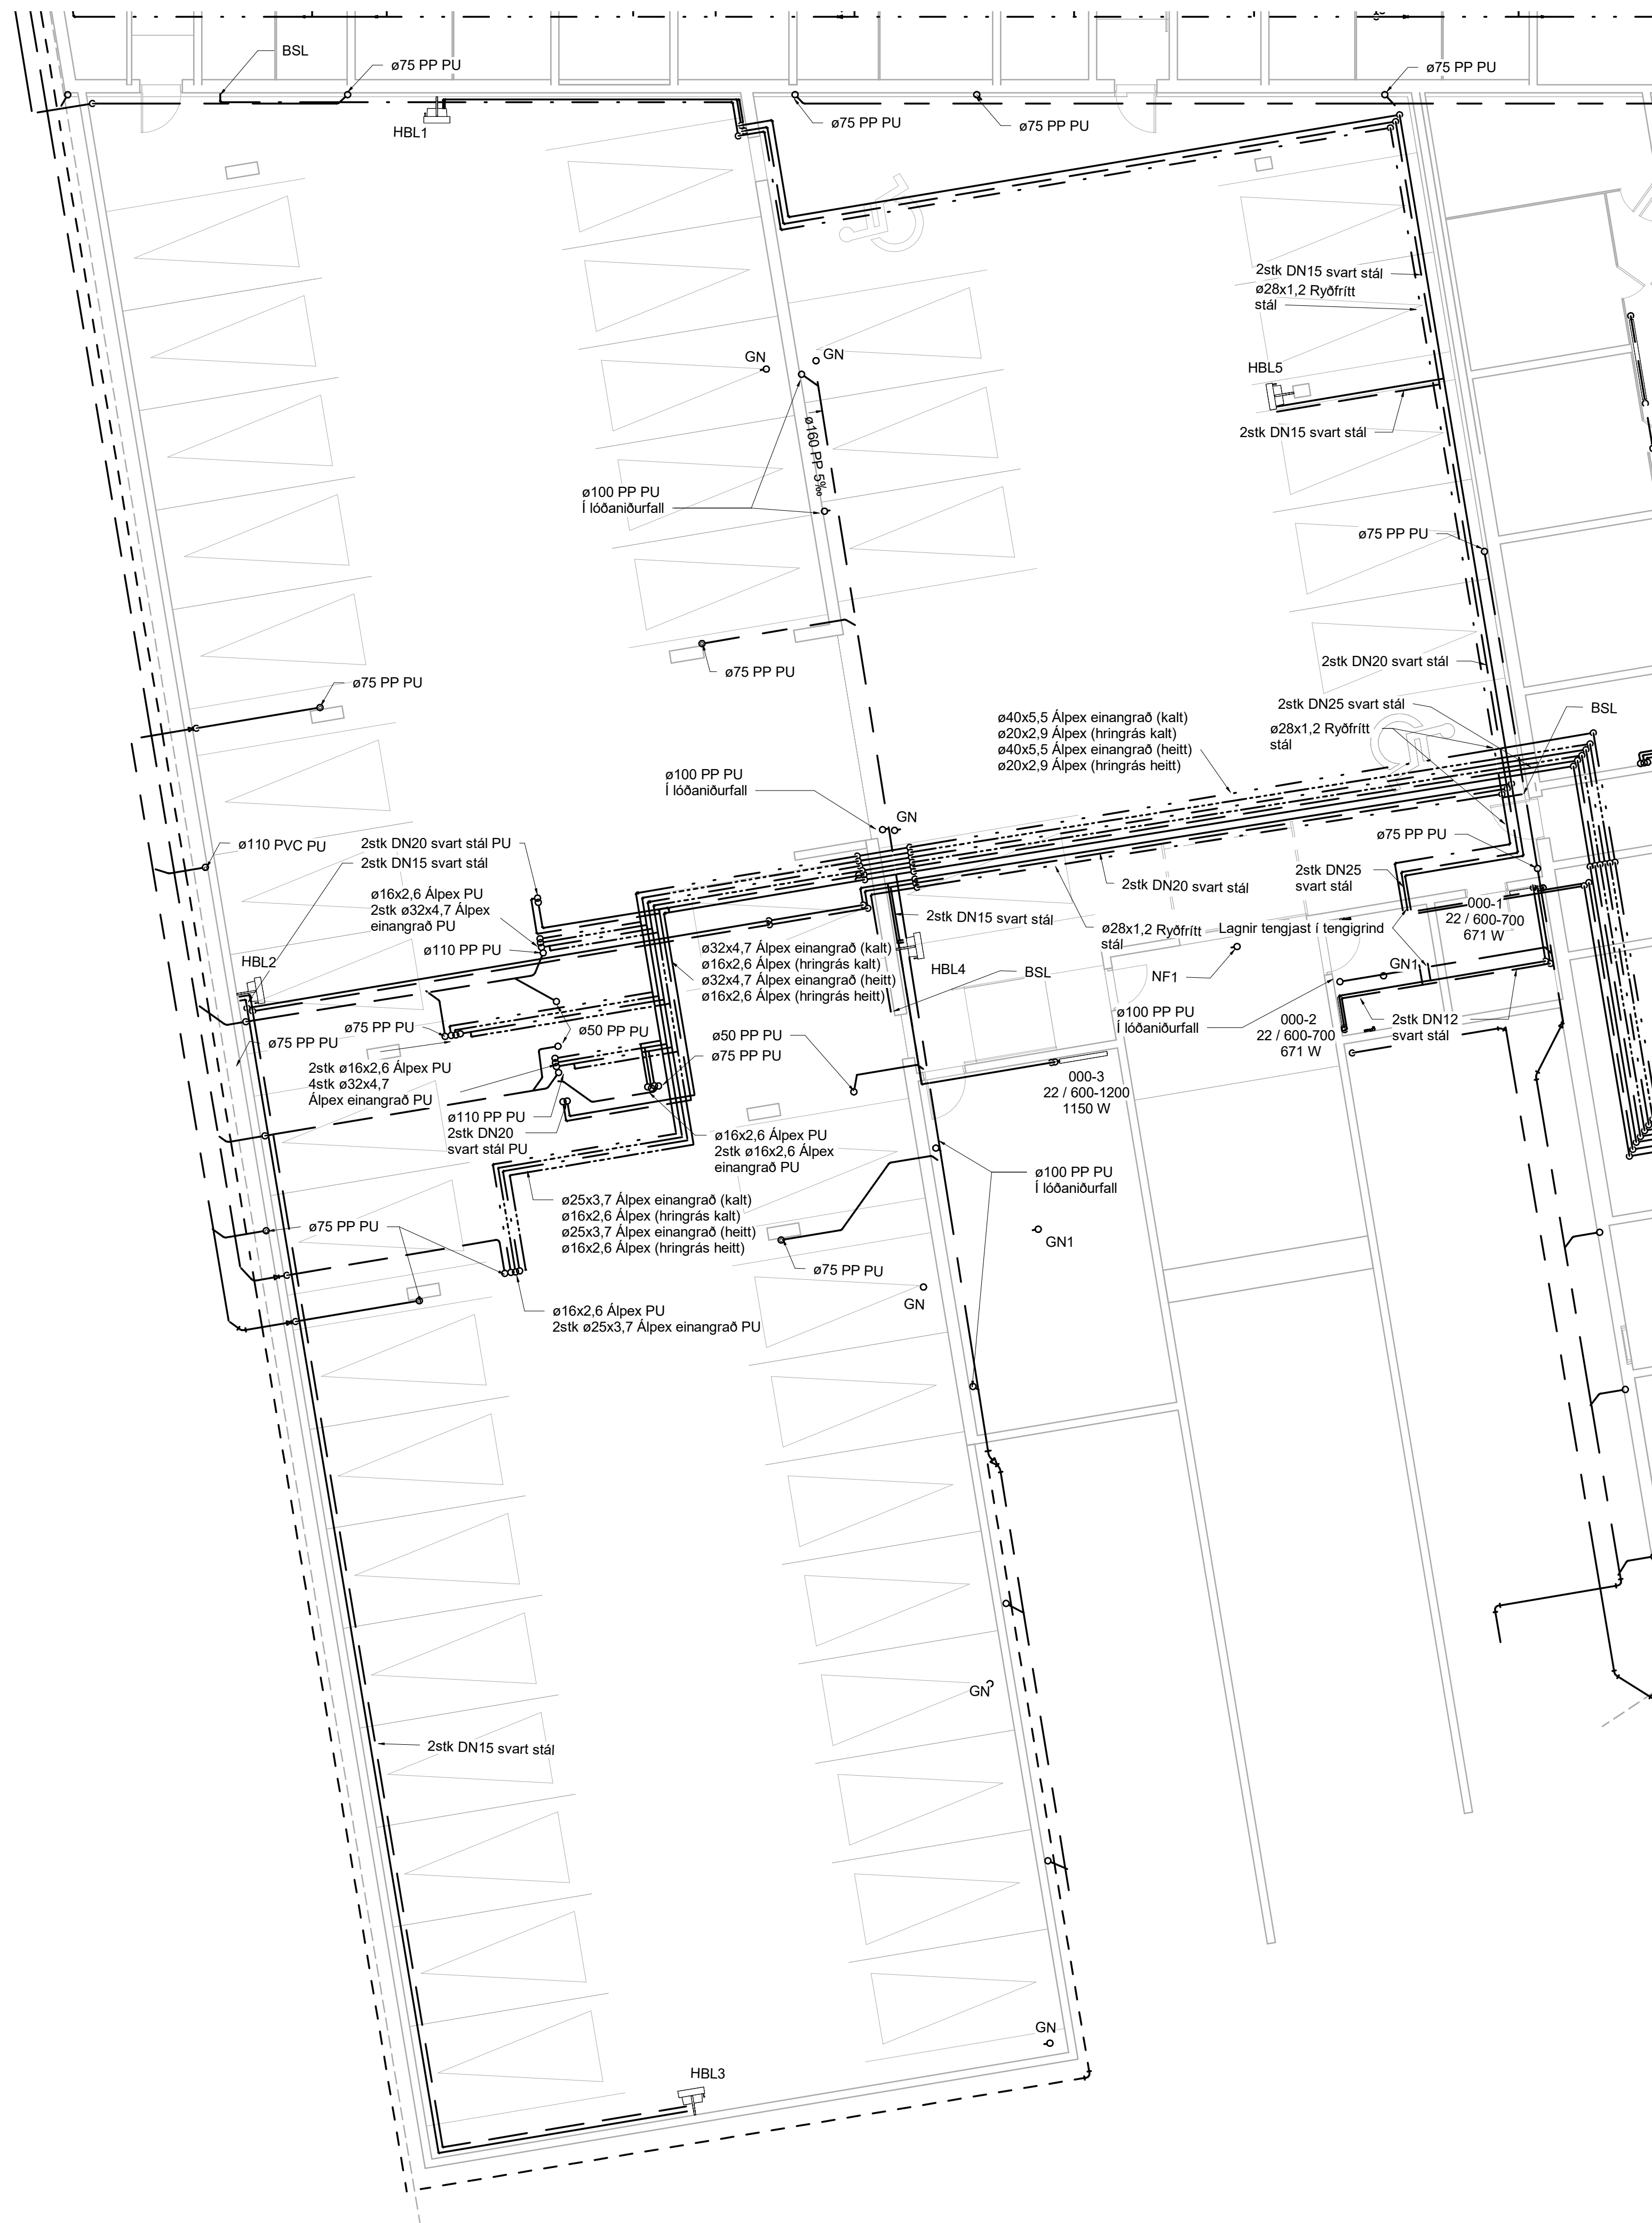 BSL
ø75 PP PU
HBL1
ø75 PP PU
ø75 PP PU
ø75 PP PU
2stk DN15 svart stál
ø28x1,2 Ryðfrítt
stál
HBL5
2stk DN15 svart stál
GN
GN
ø160 PP 5‰
ø100 PP PU
Í lóðaniðurfall
ø75 PP PU
ø75 PP PU
ø75 PP PU
2stk DN20 svart stál
2stk DN25 svart stál
ø28x1,2 Ryðfrítt
stál
BSL
ø40x5,5 Álpex einangrað (kalt)
ø20x2,9 Álpex (hringrás kalt)
ø40x5,5 Álpex einangrað (heitt)
ø20x2,9 Álpex (hringrás heitt)
ø100 PP PU
Í lóðaniðurfall
GN
ø110 PVC PU
2stk DN20 svart stál PU
2stk DN15 svart stál
ø16x2,6 Álpex PU
2stk ø32x4,7 Álpex
einangrað PU
ø110 PP PU
HBL2
ø75 PP PU
2stk DN20 svart stál
2stk DN25
svart stál
2stk DN15 svart stál
ø28x1,2 Ryðfrítt
stál
Lagnir tengjast í tengigrind
000-1
22 / 600-700
671 W
ø32x4,7 Álpex einangrað (kalt)
ø16x2,6 Álpex (hringrás kalt)
ø32x4,7 Álpex einangrað (heitt)
ø16x2,6 Álpex (hringrás heitt)
HBL4
BSL
NF1
GN1
ø100 PP PU
Í lóðaniðurfall
000-2
22 / 600-700
671 W
2stk DN12
svart stál
ø75 PP PU
ø75 PP PU
ø50 PP PU
ø50 PP PU
ø75 PP PU
2stk ø16x2,6 Álpex PU
4stk ø32x4,7
Álpex einangrað PU
000-3
22 / 600-1200
1150 W
ø110 PP PU
2stk DN20
svart stál PU
ø16x2,6 Álpex PU
2stk ø16x2,6 Álpex
einangrað PU
ø100 PP PU
Í lóðaniðurfall
ø25x3,7 Álpex einangrað (kalt)
ø16x2,6 Álpex (hringrás kalt)
ø25x3,7 Álpex einangrað (heitt)
ø16x2,6 Álpex (hringrás heitt)
ø75 PP PU
GN1
ø75 PP PU
GN
ø16x2,6 Álpex PU
2stk ø25x3,7 Álpex einangrað PU
GN
2stk DN15 svart stál
GN
HBL3